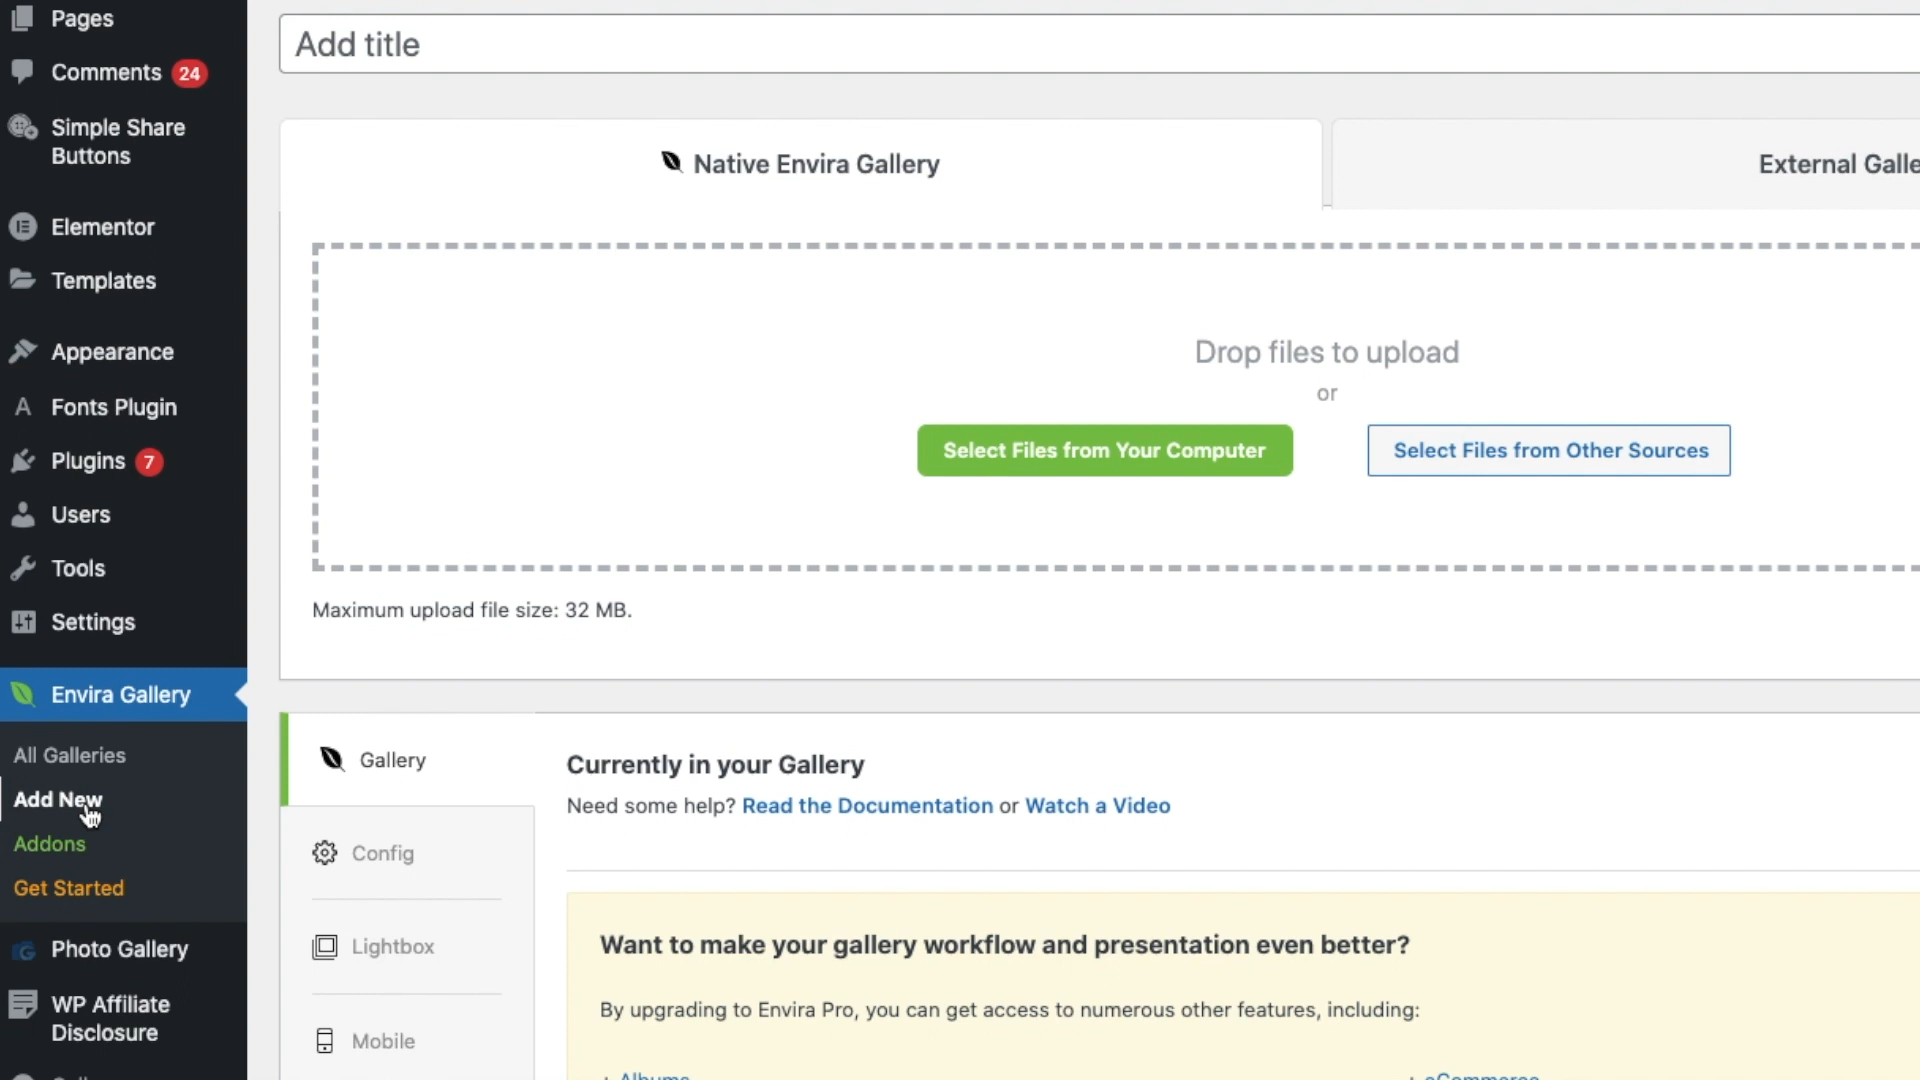 Pages
Comments 24
Simple Share
Buttons
Elementor
Templates
Appearance
Fonts Plugin
Plugins 7
Users
Tools
Settings
Envira Gallery
All Galleries
Add New
Addons
Get Started
Photo Gallery
WP Affiliate
Disclosure
Add title
Native Envira Gallery
External Galle
Drop files to upload
or
Select Files from Your Computer
Select Files from Other Sources
Maximum upload file size: 32 MB.
Gallery
Config
Lightbox
Mobile
Currently in your Gallery
Need some help? Read the Documentation or Watch a Video
Want to make your gallery workflow and presentation even better?
By upgrading to Envira Pro, you can get access to numerous other features, including:
+ Albums
+ eCommerce